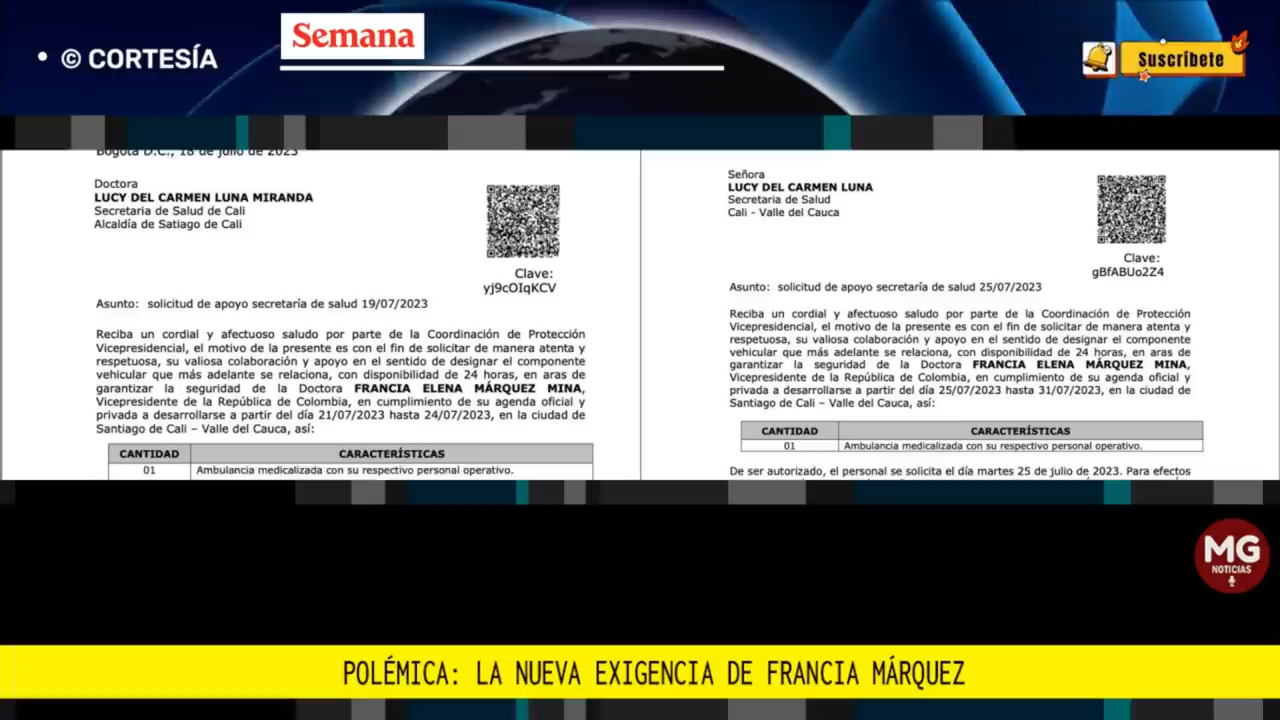 • © CORTESÍA
Semana
Suscríbete
Bogotá D.C., 18 de julio de 2023
Doctora
LUCY DEL CARMEN LUNA MIRANDA
Secretaria de Salud de Cali
Alcaldía de Satiago de Cali
Clave:
yj9cOIqKCV
Asunto: solicitud de apoyo secretaría de salud 19/07/2023
Reciba un cordial y afectuoso saludo por parte de la Coordinación de Protección
Vicepresidencial, el motivo de la presente es con el fin de solicitar de manera atenta y
respetuosa, su valiosa colaboración y apoyo en el sentido de designar el componente
vehicular que más adelante se relaciona, con disponibilidad de 24 horas, en aras de
garantizar la seguridad de la Doctora FRANCIA ELENA MÁRQUEZ MINA,
Vicepresidente de la República de Colombia, en cumplimiento de su agenda oficial y
privada a desarrollarse a partir del día 21/07/2023 hasta 24/07/2023, en la ciudad de
Santiago de Cali – Valle del Cauca, así:
CANTIDAD CARACTERÍSTICAS
01 Ambulancia medicalizada con su respectivo personal operativo.
Señora
LUCY DEL CARMEN LUNA
Secretaria de Salud
Cali - Valle del Cauca
Clave:
gBfABUo2Z4
Asunto: solicitud de apoyo secretaría de salud 25/07/2023
Reciba un cordial y afectuoso saludo por parte de la Coordinación de Protección
Vicepresidencial, el motivo de la presente es con el fin de solicitar de manera atenta y
respetuosa, su valiosa colaboración y apoyo en el sentido de designar el componente
vehicular que más adelante se relaciona, con disponibilidad de 24 horas, en aras de
garantizar la seguridad de la Doctora FRANCIA ELENA MÁRQUEZ MINA,
Vicepresidente de la República de Colombia, en cumplimiento de su agenda oficial y
privada a desarrollarse a partir del día 25/07/2023 hasta 31/07/2023, en la ciudad de
Santiago de Cali – Valle del Cauca, así:
CANTIDAD CARACTERÍSTICAS
01 Ambulancia medicalizada con su respectivo personal operativo.
De ser autorizado, el personal se solicita el día martes 25 de julio de 2023. Para efectos
MG
NOTICIAS
POLÉMICA: LA NUEVA EXIGENCIA DE FRANCIA MÁRQUEZ